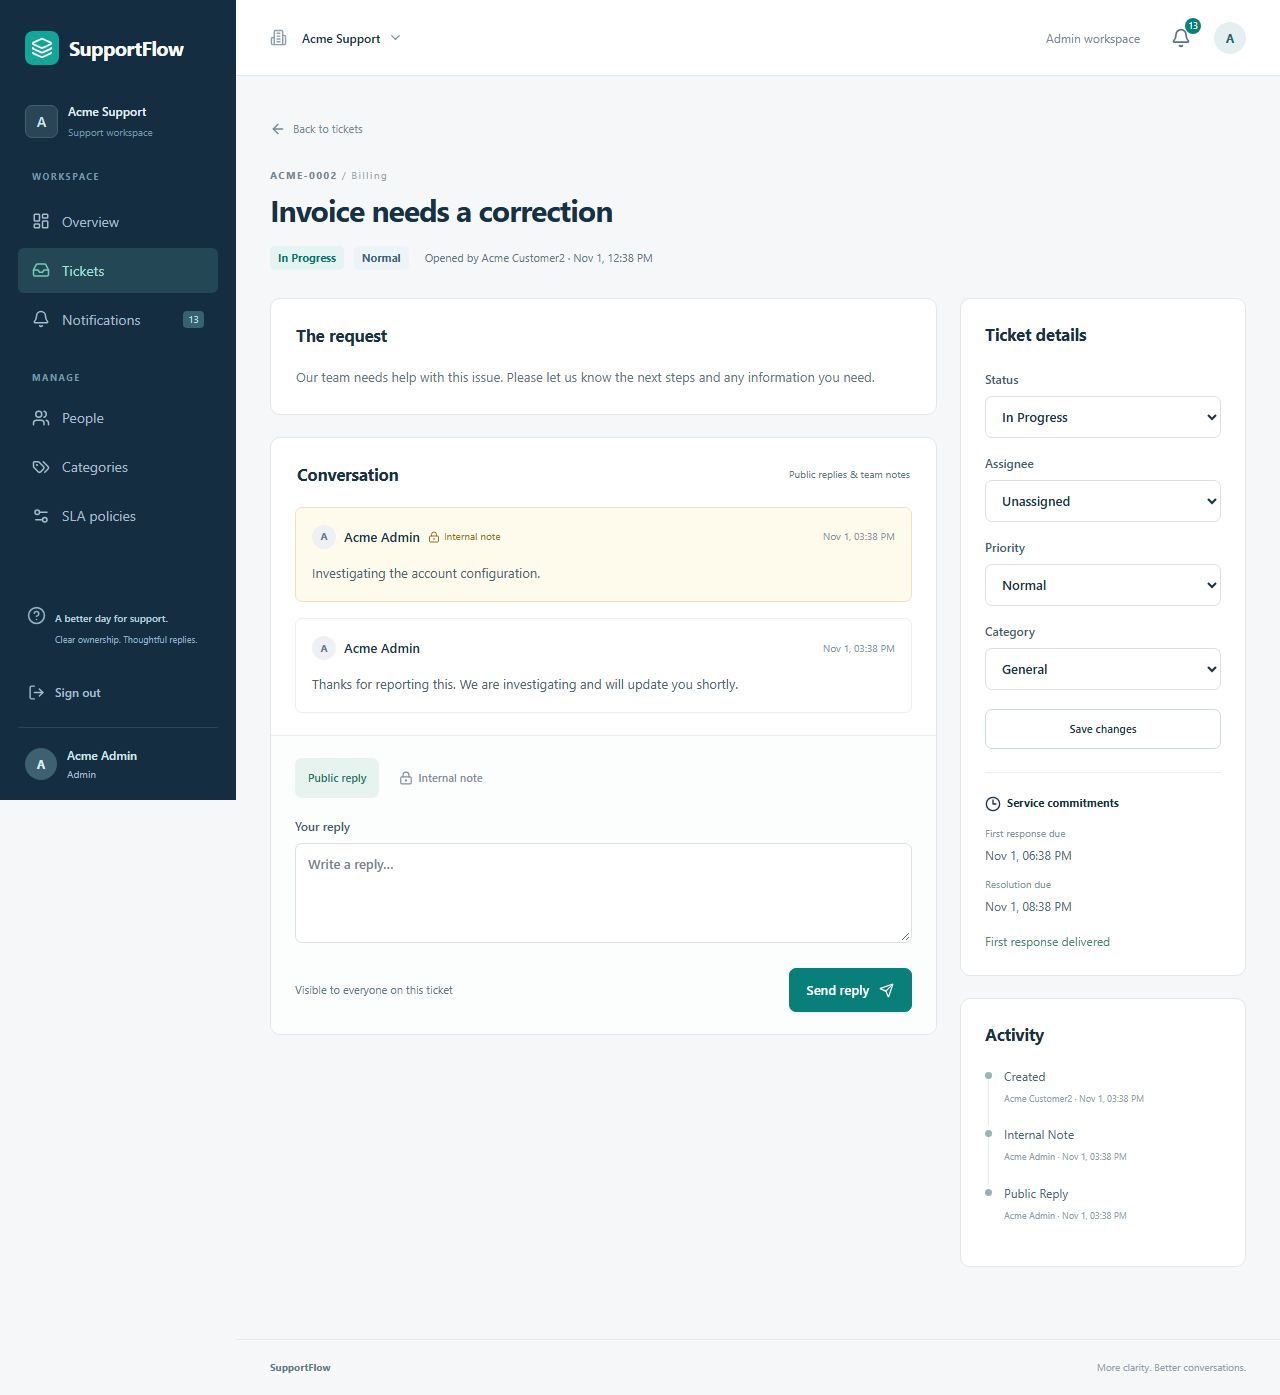 SupportFlow
A
Acme Support
Support workspace
WORKSPACE
Overview
Tickets
Notifications
13
MANAGE
People
Categories
SLA policies
A better day for support.
Clear ownership. Thoughtful replies.
Sign out
A
Acme Admin
Admin
Acme Support
Admin workspace
13
A
Back to tickets
ACME-0002 / Billing
Invoice needs a correction
In Progress
Normal
Opened by Acme Customer2 · Nov 1, 12:38 PM
The request
Our team needs help with this issue. Please let us know the next steps and any information you need.
Conversation
Public replies & team notes
A
Acme Admin
Internal note
Nov 1, 03:38 PM
Investigating the account configuration.
A
Acme Admin
Nov 1, 03:38 PM
Thanks for reporting this. We are investigating and will update you shortly.
Public reply
Internal note
Your reply
Write a reply...
Visible to everyone on this ticket
Send reply
Ticket details
Status
In Progress
Assignee
Unassigned
Priority
Normal
Category
General
Save changes
Service commitments
First response due
Nov 1, 06:38 PM
Resolution due
Nov 1, 08:38 PM
First response delivered
Activity
Created
Acme Customer2 · Nov 1, 03:38 PM
Internal Note
Acme Admin · Nov 1, 03:38 PM
Public Reply
Acme Admin · Nov 1, 03:38 PM
SupportFlow
More clarity. Better conversations.